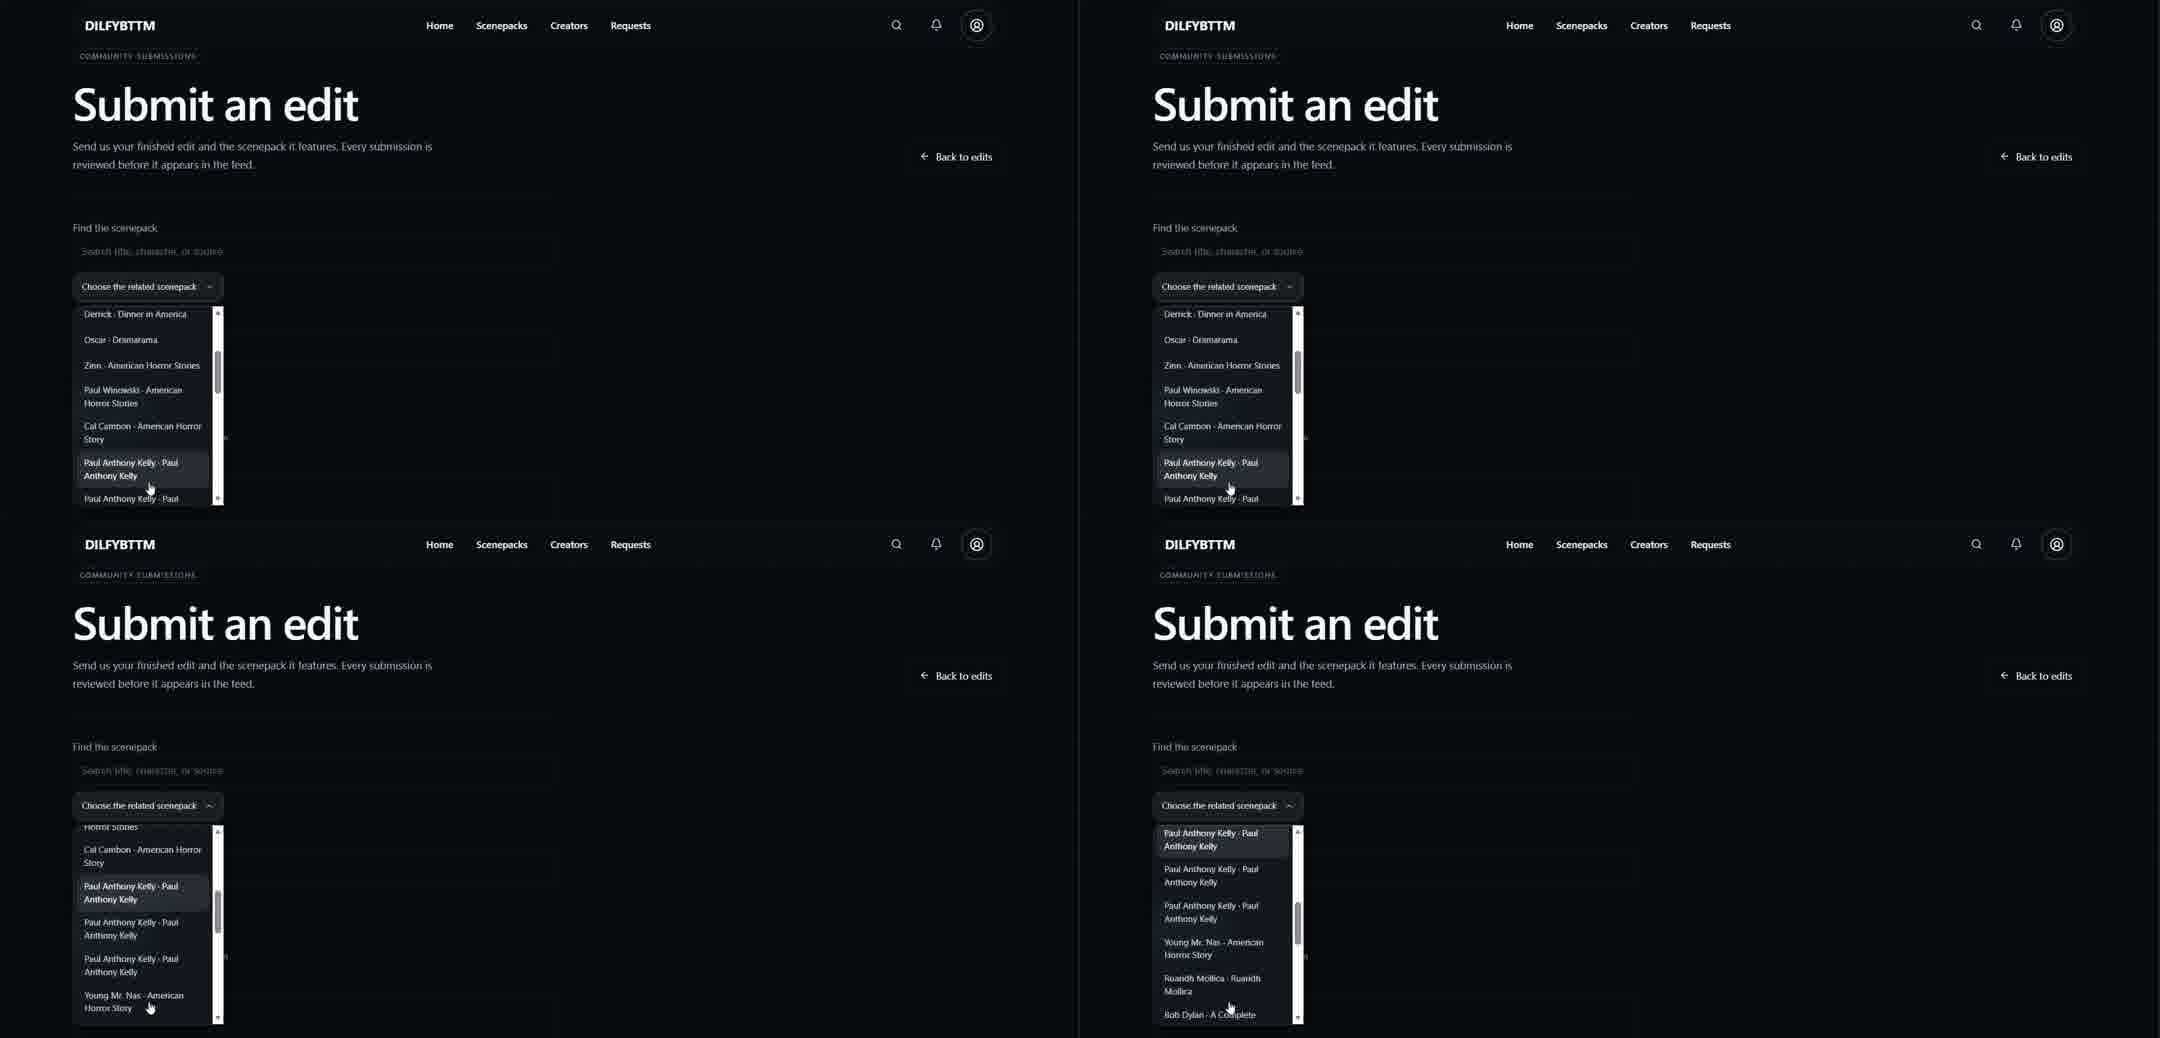 DILFYBTTM
Home Scenepacks Creators Requests
COMMUNITY SUBMISSIONS
Submit an edit
Send us your finished edit and the scenepack it features. Every submission is
reviewed before it appears in the feed.
← Back to edits
Find the scenepack
Search title, character, or source
Choose the related scenepack
Derrick · Dinner in America
Oscar · Dramarama
Zinn · American Horror Stories
Paul Winowski · American
Horror Stories
Cal Cambon · American Horror
Story
Paul Anthony Kelly · Paul
Anthony Kelly
Paul Anthony Kelly · Paul
DILFYBTTM
Home Scenepacks Creators Requests
COMMUNITY SUBMISSIONS
Submit an edit
Send us your finished edit and the scenepack it features. Every submission is
reviewed before it appears in the feed.
← Back to edits
Find the scenepack
Search title, character, or source
Choose the related scenepack
Derrick · Dinner in America
Oscar · Dramarama
Zinn · American Horror Stories
Paul Winowski · American
Horror Stories
Cal Cambon · American Horror
Story
Paul Anthony Kelly · Paul
Anthony Kelly
Paul Anthony Kelly · Paul
DILFYBTTM
Home Scenepacks Creators Requests
COMMUNITY SUBMISSIONS
Submit an edit
Send us your finished edit and the scenepack it features. Every submission is
reviewed before it appears in the feed.
← Back to edits
Find the scenepack
Search title, character, or source
Choose the related scenepack
Horror Stories
Cal Cambon · American Horror
Story
Paul Anthony Kelly · Paul
Anthony Kelly
Paul Anthony Kelly · Paul
Anthony Kelly
Paul Anthony Kelly · Paul
Anthony Kelly
Young Mr. Nas · American
Horror Story
DILFYBTTM
Home Scenepacks Creators Requests
COMMUNITY SUBMISSIONS
Submit an edit
Send us your finished edit and the scenepack it features. Every submission is
reviewed before it appears in the feed.
← Back to edits
Find the scenepack
Search title, character, or source
Choose the related scenepack
Paul Anthony Kelly · Paul
Anthony Kelly
Paul Anthony Kelly · Paul
Anthony Kelly
Paul Anthony Kelly · Paul
Anthony Kelly
Young Mr. Nas · American
Horror Story
Ruaridh Mollica · Ruaridh
Mollica
Bob Dylan · A Complete